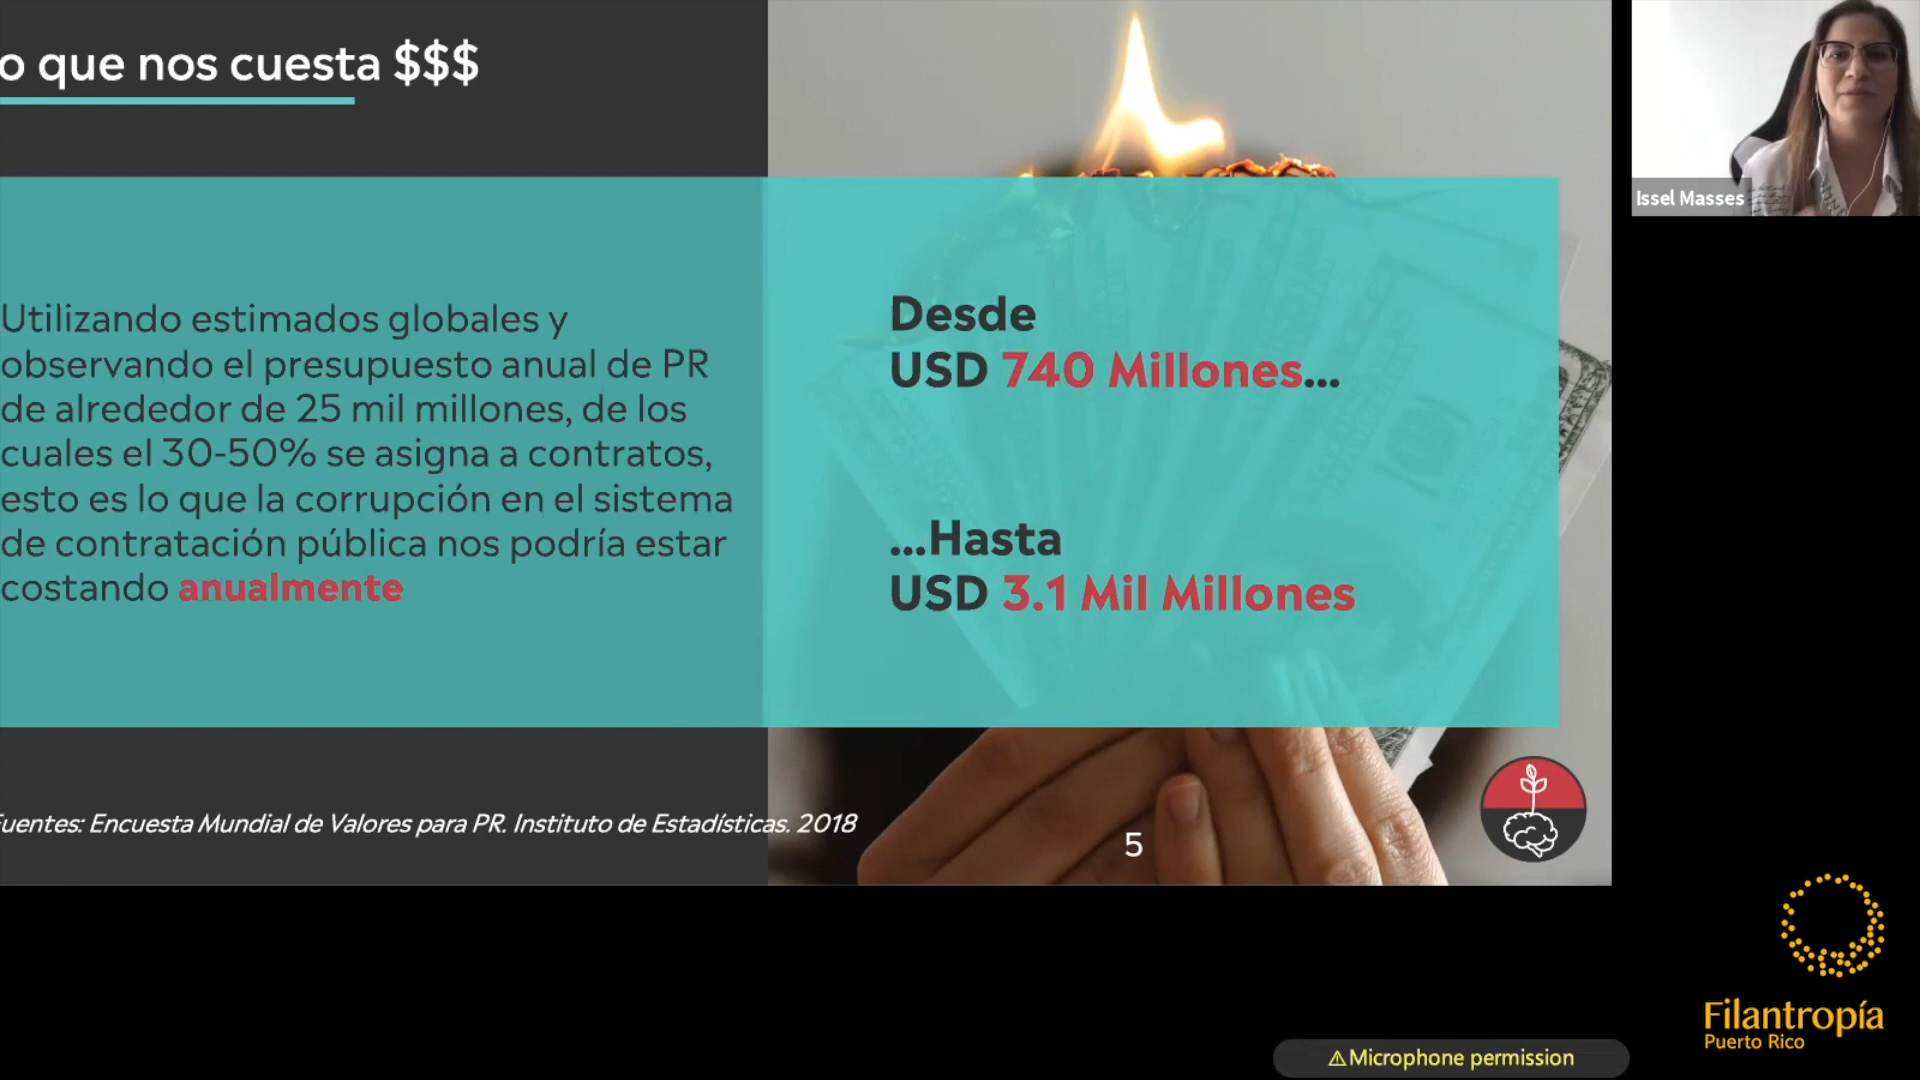 o que nos cuesta $$$
Utilizando estimados globales y
observando el presupuesto anual de PR
de alrededor de 25 mil millones, de los
cuales el 30-50% se asigna a contratos,
esto es lo que la corrupción en el sistema
de contratación pública nos podría estar
costando anualmente
Desde
USD 740 Millones...
...Hasta
USD 3.1 Mil Millones
uentes: Encuesta Mundial de Valores para PR. Instituto de Estadísticas. 2018
5
Issel Masses
Filantropía
Puerto Rico
⚠Microphone permission